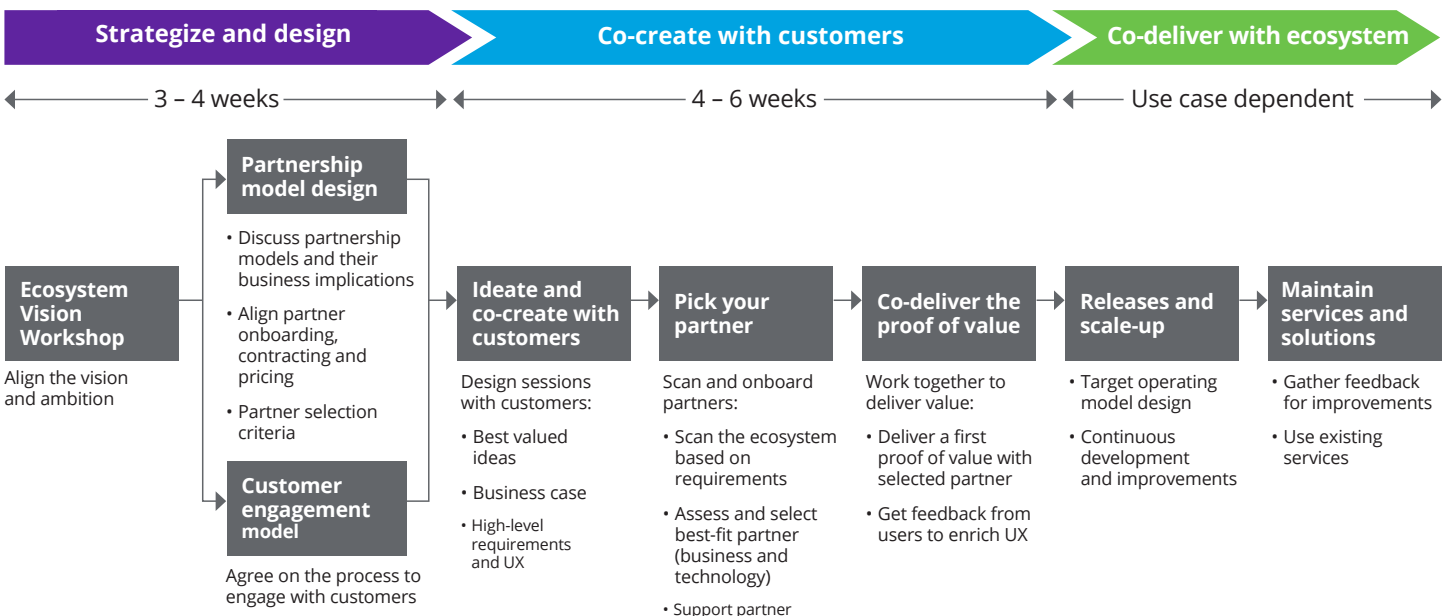 Strategize and design
Co-create with customers
Co-deliver with ecosystem
3 – 4 weeks
4 – 6 weeks
Use case dependent
Ecosystem
Vision
Workshop
Align the vision
and ambition
Partnership
model design
• Discuss partnership
models and their
business implications
• Align partner
onboarding,
contracting and
pricing
• Partner selection
criteria
Customer
engagement
model
Agree on the process to
engage with customers
Ideate and
co-create with
customers
Design sessions
with customers:
• Best valued
ideas
• Business case
• High-level
requirements
and UX
Pick your
partner
Scan and onboard
partners:
• Scan the ecosystem
based on
requirements
• Assess and select
best-fit partner
(business and
technology)
• Support partner
Co-deliver the
proof of value
Work together to
deliver value:
• Deliver a first
proof of value with
selected partner
• Get feedback from
users to enrich UX
Releases and
scale-up
• Target operating
model design
• Continuous
development
and improvements
Maintain
services and
solutions
• Gather feedback
for improvements
• Use existing
services